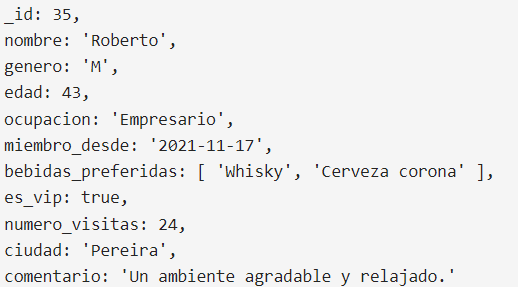 _id: 35,
nombre: 'Roberto',
genero: 'M',
edad: 43,
ocupacion: 'Empresario',
miembro_desde: '2021-11-17',
bebidas_preferidas: [ 'Whisky', 'Cerveza corona' ],
es_vip: true,
numero_visitas: 24,
ciudad: 'Pereira',
comentario: 'Un ambiente agradable y relajado.'